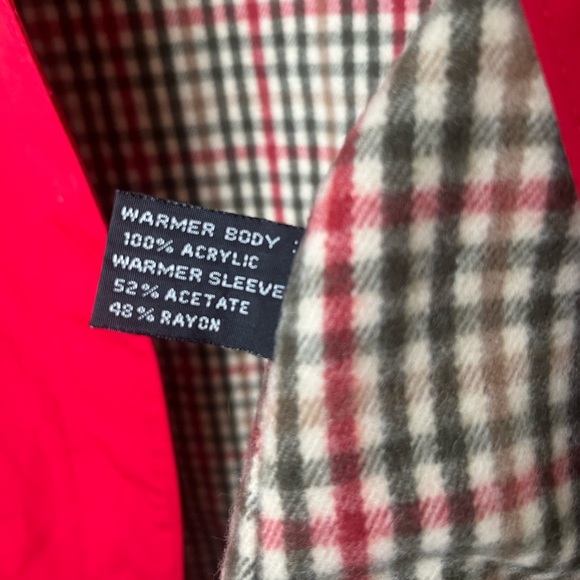 WARMER BODY :
100% ACRYLIC
WARMER SLEEVE
52% ACETATE
48% RAYON